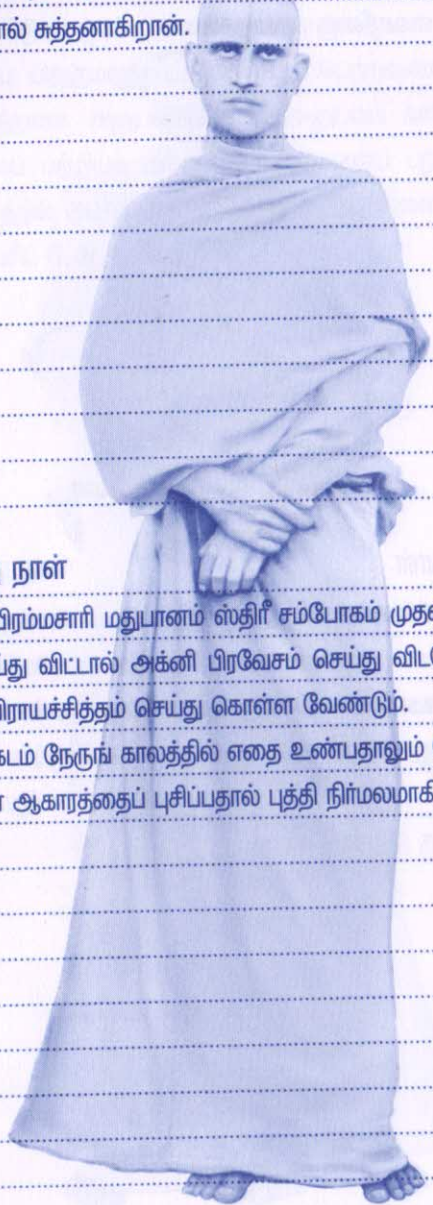 ால் சுத்தனாகிறான்.
நாள்
பிரம்மசாரி மதுபானம் ஸ்திரீ சம்போகம் முத
ய்து விட்டால் அக்னி பிரவேசம் செய்து வி
பிராயச்சித்தம் செய்து கொள்ள வேண்டும்.
கடம் நேருங் காலத்தில் எதை உண்பதாலும்
ஆகாரத்தைப் புசிப்பதால் புத்தி நிர்மலமாகி